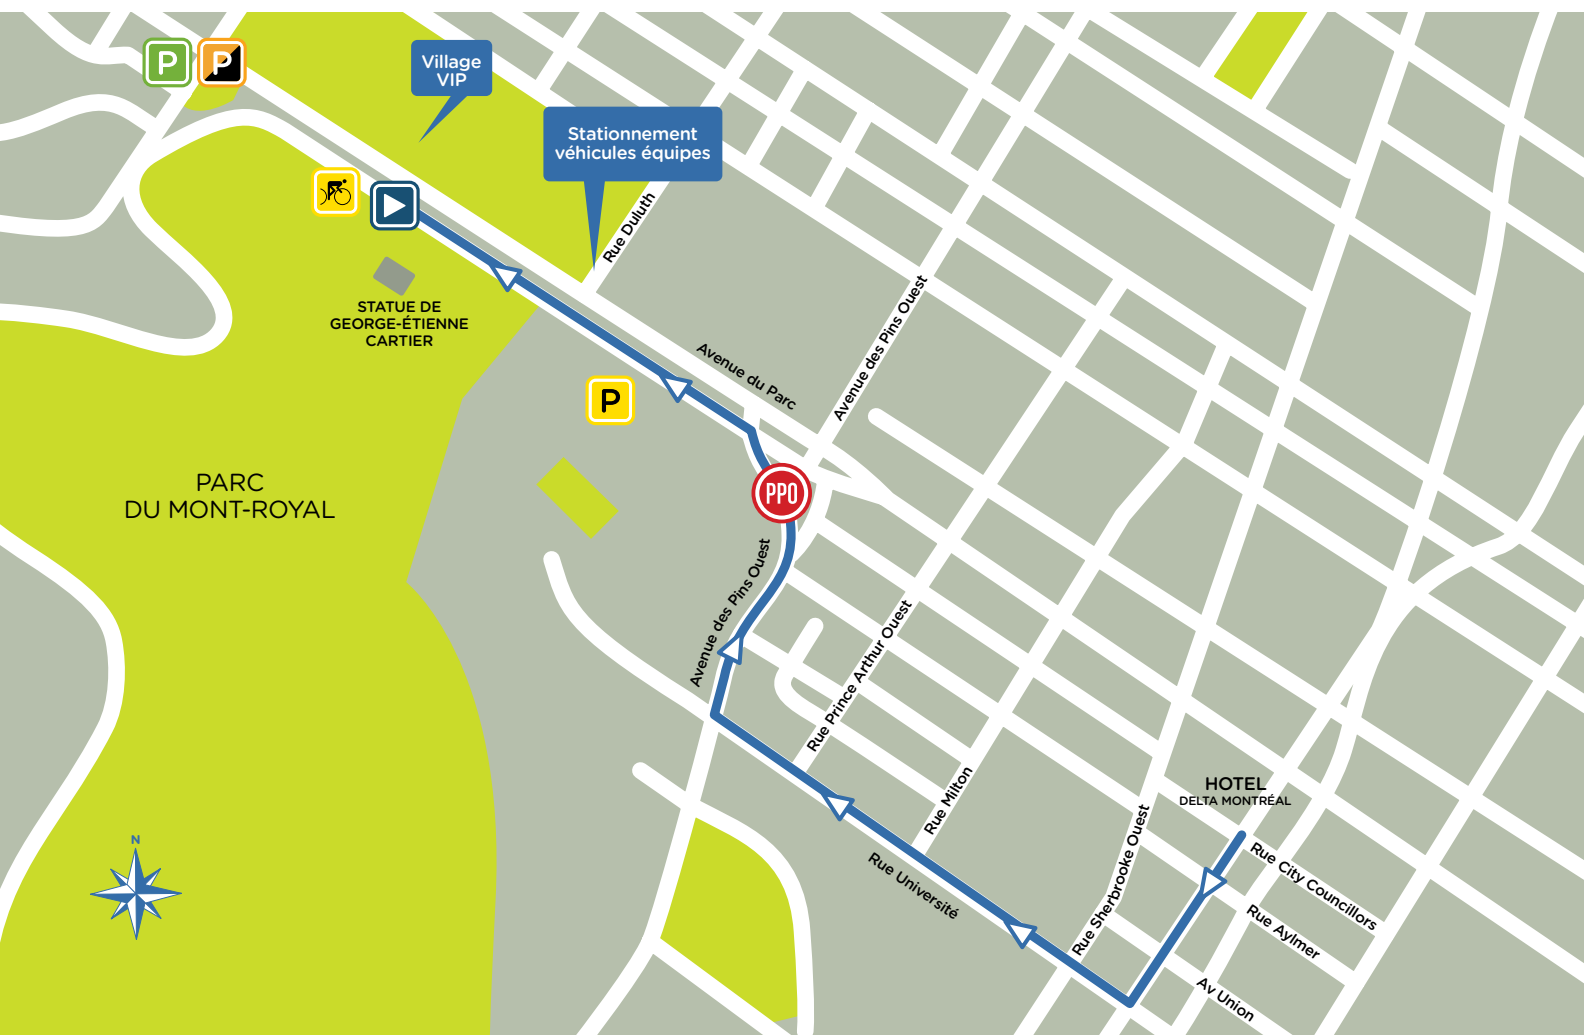 P
P
Village
VIP
Stationnement
véhicules équipes
Rue Duluth
STATUE DE
GEORGE-ÉTIENNE
CARTIER
Avenue du Parc
Avenue des Pins Ouest
P
PARC
DU MONT-ROYAL
PPO
Avenue des Pins Ouest
Rue Prince Arthur Ouest
Rue Milton
HOTEL
DELTA MONTRÉAL
Rue Sherbrooke Ouest
Rue Université
Rue City Councillors
Rue Aylmer
Av Union
N